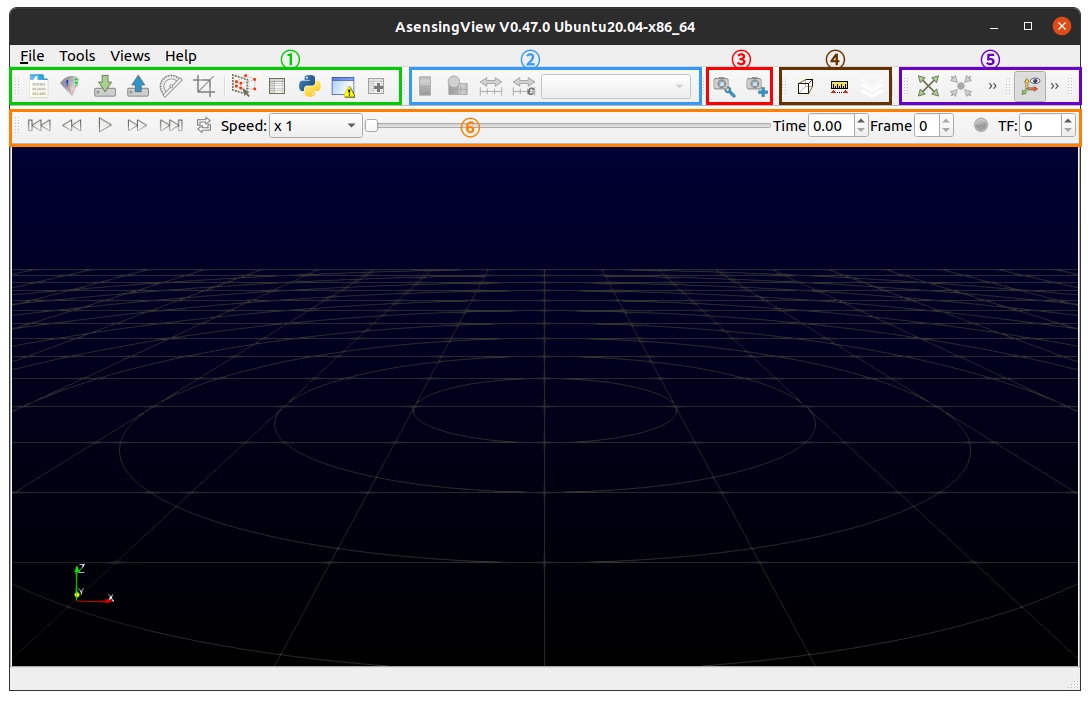 AsensingView V0.47.0 Ubuntu20.04-x86_64
File Tools Views Help
① ② ③ ④ ⑤
Speed: x 1 ⑥ Time 0.00 Frame 0 TF: 0
Z
Y X